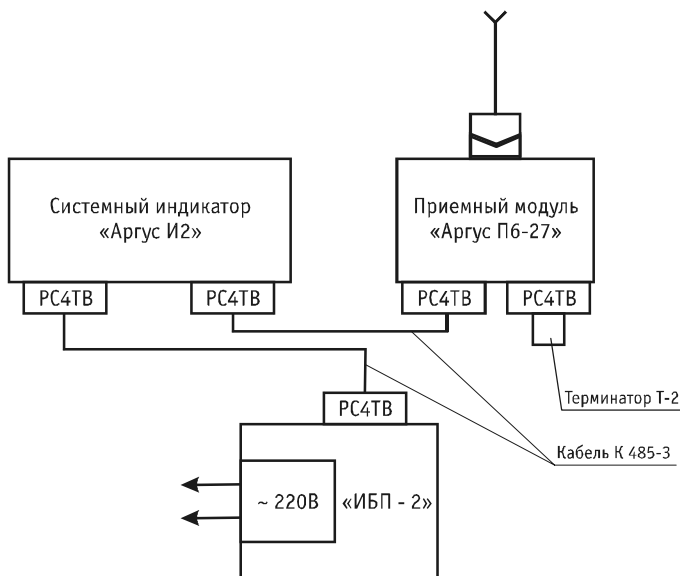 Системный индикатор
«Аргус И2»
Приемный модуль
«Аргус П6-27»
РС4ТВ
РС4ТВ
РС4ТВ
РС4ТВ
Терминатор Т-2
РС4ТВ
Кабель К 485-3
~ 220В
«ИБП - 2»